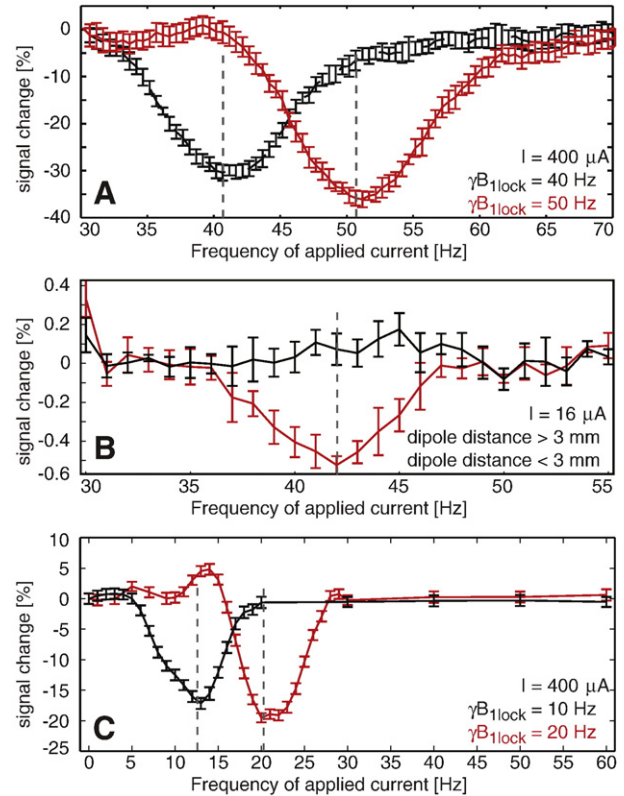 0
-10
-20
-30
-40
signal change [%]
A
I = 400 µA
γB1lock = 40 Hz
γB1lock = 50 Hz
30 35 40 45 50 55 60 65 70
Frequency of applied current [Hz]
0.4
0.2
0
-0.2
-0.4
-0.6
signal change [%]
B
I = 16 µA
dipole distance > 3 mm
dipole distance < 3 mm
30 35 40 45 50 55
Frequency of applied current [Hz]
10
5
0
-5
-10
-15
-20
-25
signal change [%]
C
I = 400 µA
γB1lock = 10 Hz
γB1lock = 20 Hz
0 5 10 15 20 30 40 50 60
Frequency of applied current [Hz]